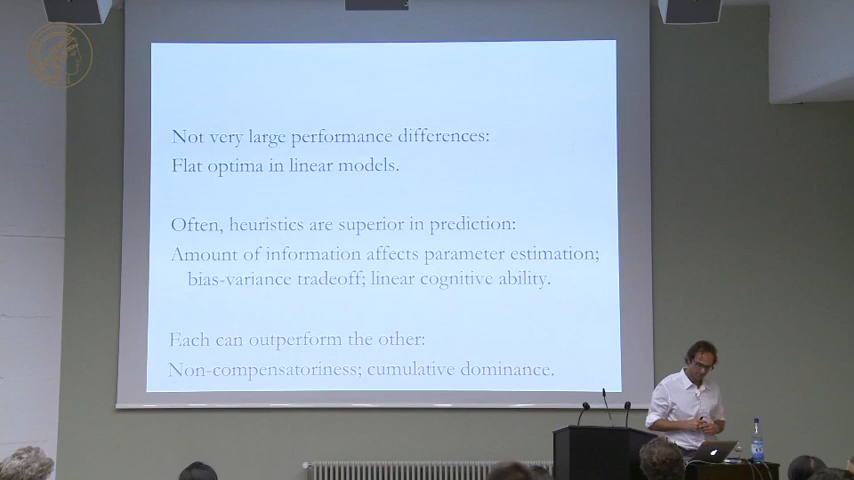 Not very large performance differences:
Flat optima in linear models.
Often, heuristics are superior in prediction:
Amount of information affects parameter estimation;
bias-variance tradeoff; linear cognitive ability.
Each can outperform the other:
Non-compensatoriness; cumulative dominance.